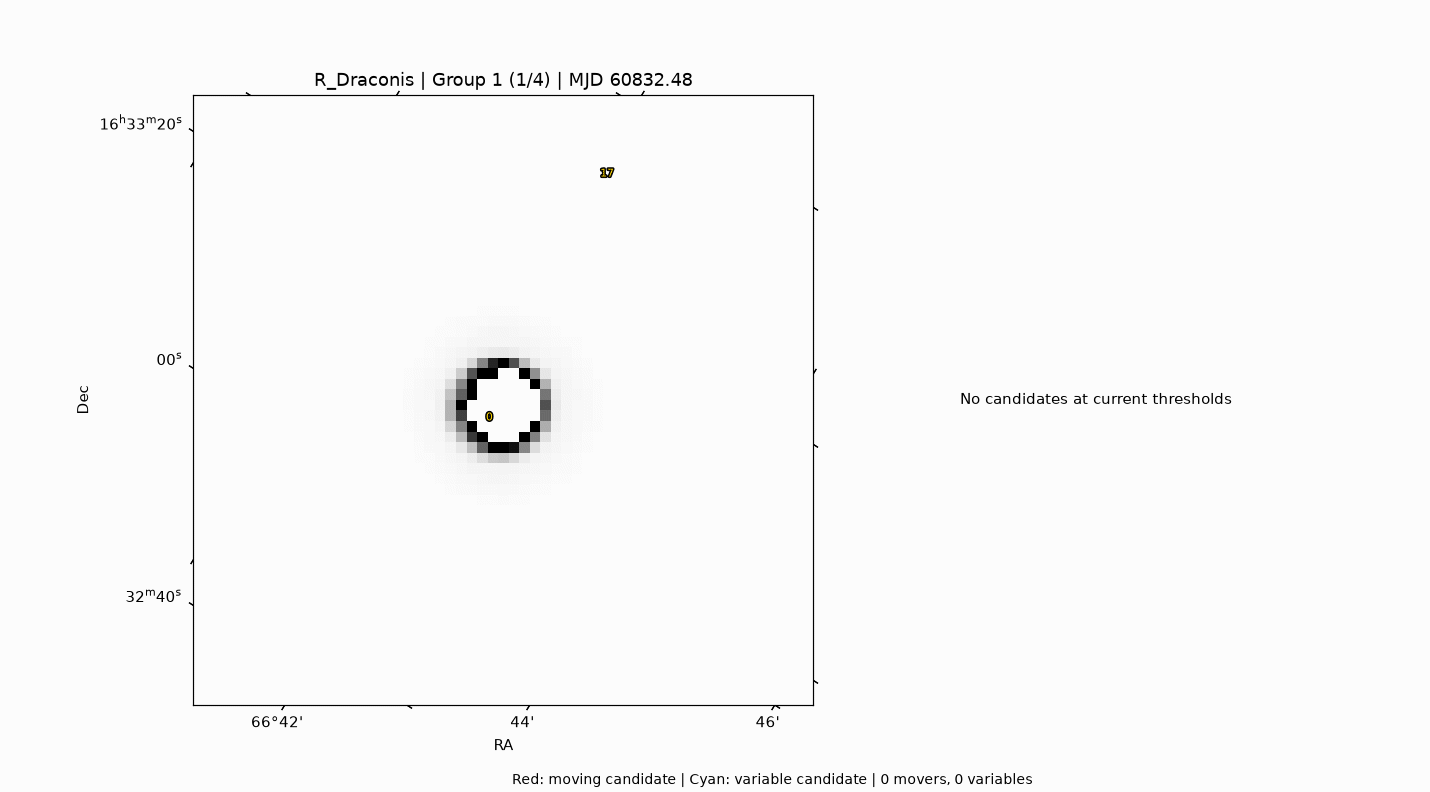 R_Draconis | Group 1 (1/4) | MJD 60832.48
16h33m20s
17
00s
Dec
No candidates at current thresholds
0
32m40s
66°42' 44' 46'
RA
Red: moving candidate | Cyan: variable candidate | 0 movers, 0 variables